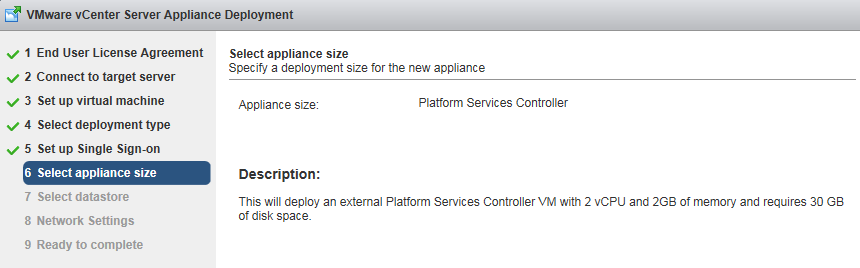 VMware vCenter Server Appliance Deployment
1 End User License Agreement
2 Connect to target server
3 Set up virtual machine
4 Select deployment type
5 Set up Single Sign-on
6 Select appliance size
7 Select datastore
8 Network Settings
9 Ready to complete
Select appliance size
Specify a deployment size for the new appliance
Appliance size: Platform Services Controller
Description:
This will deploy an external Platform Services Controller VM with 2 vCPU and 2GB of memory and requires 30 GB
of disk space.